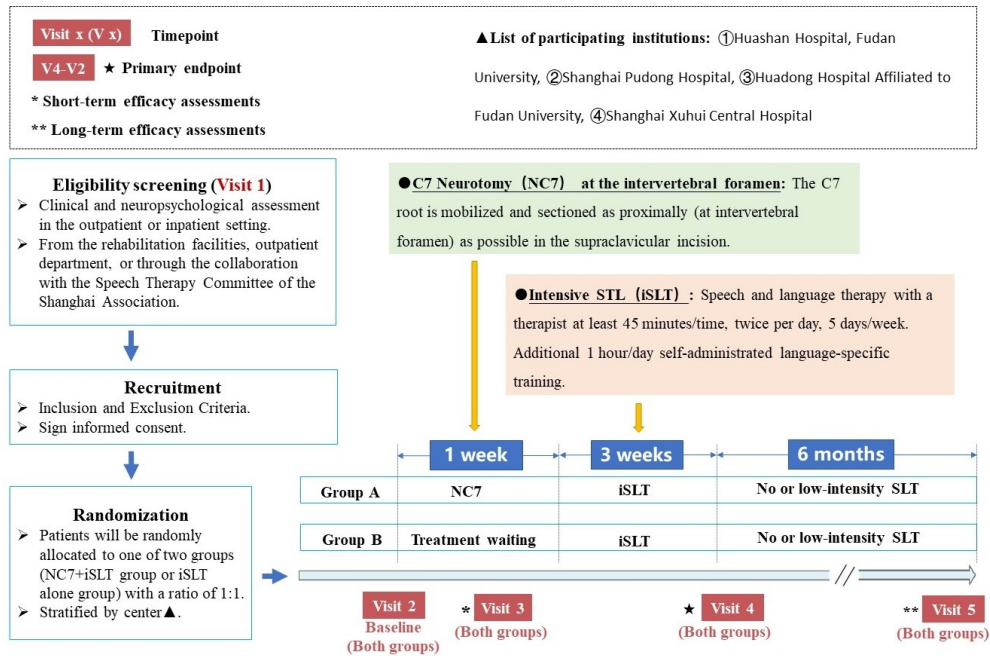 Visit x (V x) Timepoint
V4-V2 ★ Primary endpoint
* Short-term efficacy assessments
** Long-term efficacy assessments
▲List of participating institutions: ①Huashan Hospital, Fudan
University, ②Shanghai Pudong Hospital, ③Huadong Hospital Affiliated to
Fudan University, ④Shanghai Xuhui Central Hospital
Eligibility screening (Visit 1)
➢ Clinical and neuropsychological assessment
in the outpatient or inpatient setting.
➢ From the rehabilitation facilities, outpatient
department, or through the collaboration
with the Speech Therapy Committee of the
Shanghai Association.
Recruitment
➢ Inclusion and Exclusion Criteria.
➢ Sign informed consent.
Randomization
➢ Patients will be randomly
allocated to one of two groups
(NC7+iSLT group or iSLT
alone group) with a ratio of 1:1.
➢ Stratified by center▲.
●C7 Neurotomy（NC7） at the intervertebral foramen: The C7
root is mobilized and sectioned as proximally (at intervertebral
foramen) as possible in the supraclavicular incision.
●Intensive STL（iSLT）: Speech and language therapy with a
therapist at least 45 minutes/time, twice per day, 5 days/week.
Additional 1 hour/day self-administrated language-specific
training.
1 week 3 weeks 6 months
Group A NC7 iSLT No or low-intensity SLT
Group B Treatment waiting iSLT No or low-intensity SLT
Visit 2 * Visit 3 ★ Visit 4 ** Visit 5
Baseline (Both groups) (Both groups) (Both groups)
(Both groups)